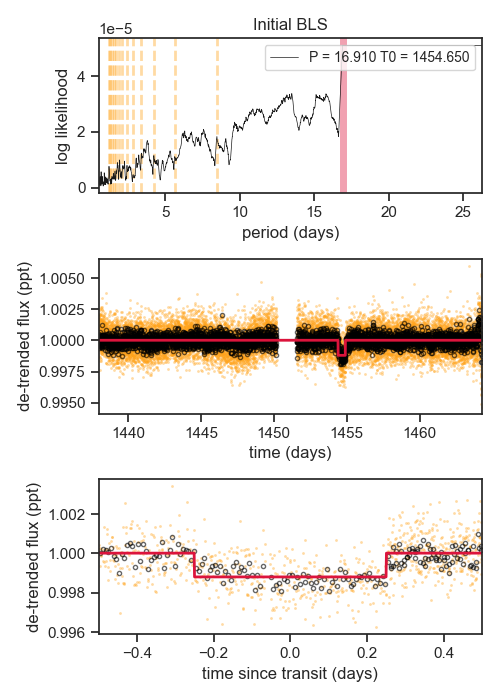 Initial BLS
1e−5
P = 16.910 T0 = 1454.650
log likelihood
4
2
0
5 10 15 20 25
period (days)
de-trended flux (ppt)
1.0050
1.0025
1.0000
0.9975
0.9950
1440 1445 1450 1455 1460
time (days)
de-trended flux (ppt)
1.002
1.000
0.998
0.996
−0.4 −0.2 0.0 0.2 0.4
time since transit (days)